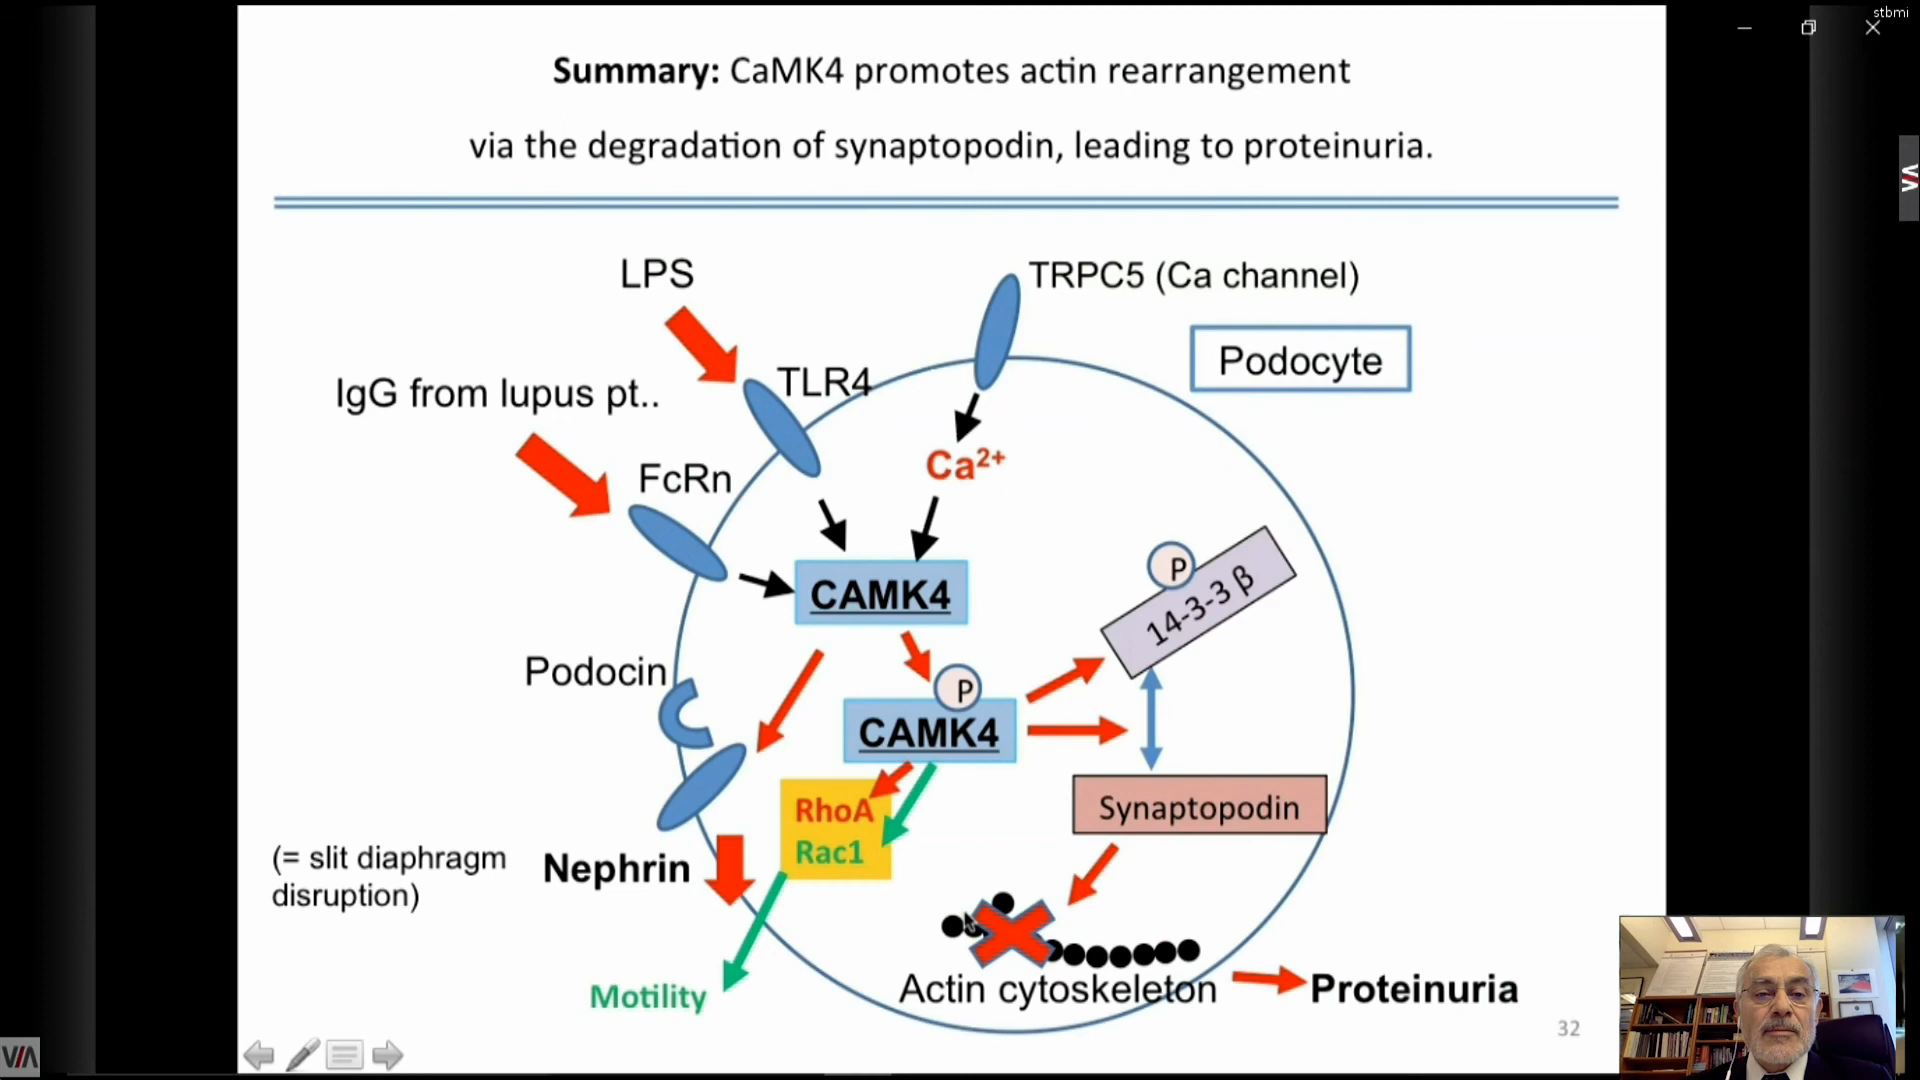 stbmi
Summary: CaMK4 promotes actin rearrangement
via the degradation of synaptopodin, leading to proteinuria.
LPS
TRPC5 (Ca channel)
Podocyte
TLR4
IgG from lupus pt..
Ca²⁺
FcRn
CAMK4
P
14-3-3 β
Podocin
P
CAMK4
RhoA
Rac1
Synaptopodin
(= slit diaphragm
disruption)
Nephrin
Motility
Actin cytoskeleton
Proteinuria
32
VIA
VIA